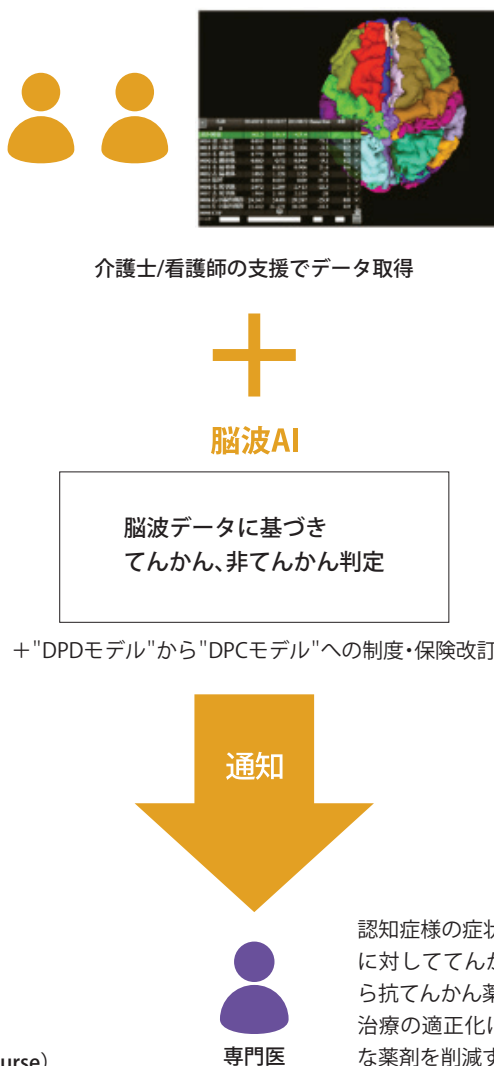 介護士/看護師の支援でデータ取得
脳波AI
脳波データに基づき
てんかん、非てんかん判定
＋"DPDモデル"から"DPCモデル"への制度・保険改訂
通知
認知症様の症状
に対しててんか
ら抗てんかん薬
治療の適正化に
な薬剤を削減す
専門医
urse）